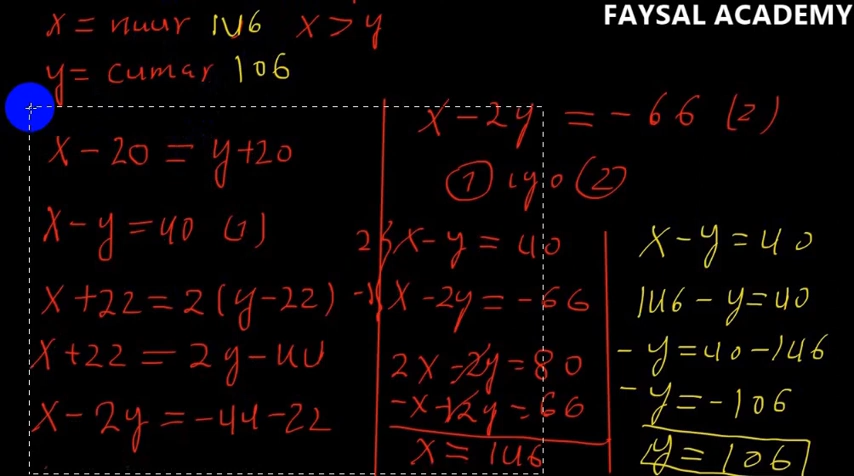 FAYSAL ACADEMY
x = nuur 146 x > y
y = cumar 106
x - 20 = y + 20
x - y = 40 (1)
x + 22 = 2(y - 22)
x + 22 = 2y - 44
x - 2y = -44 - 22
x - 2y = -66 (2)
① iyo ②
2) x - y = 40
-1) x - 2y = -66
2x - 2y = 80
-x + 2y = 66
x = 146
x - y = 40
146 - y = 40
- y = 40 - 146
- y = -106
y = 106